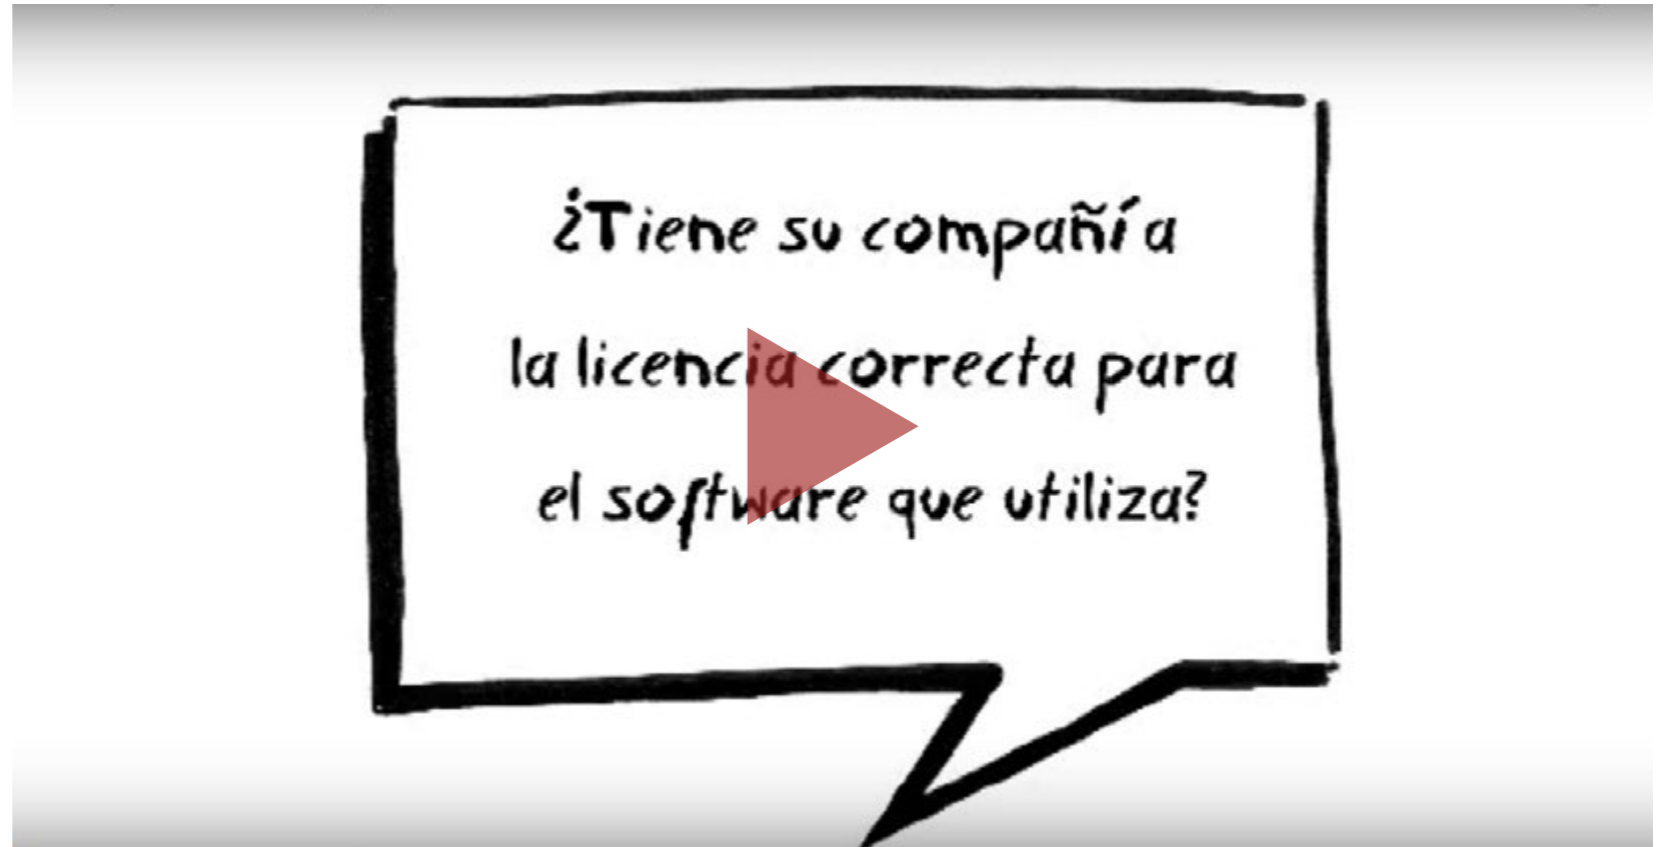 ¿Tiene su compañía
la licencia correcta para
el software que utiliza?